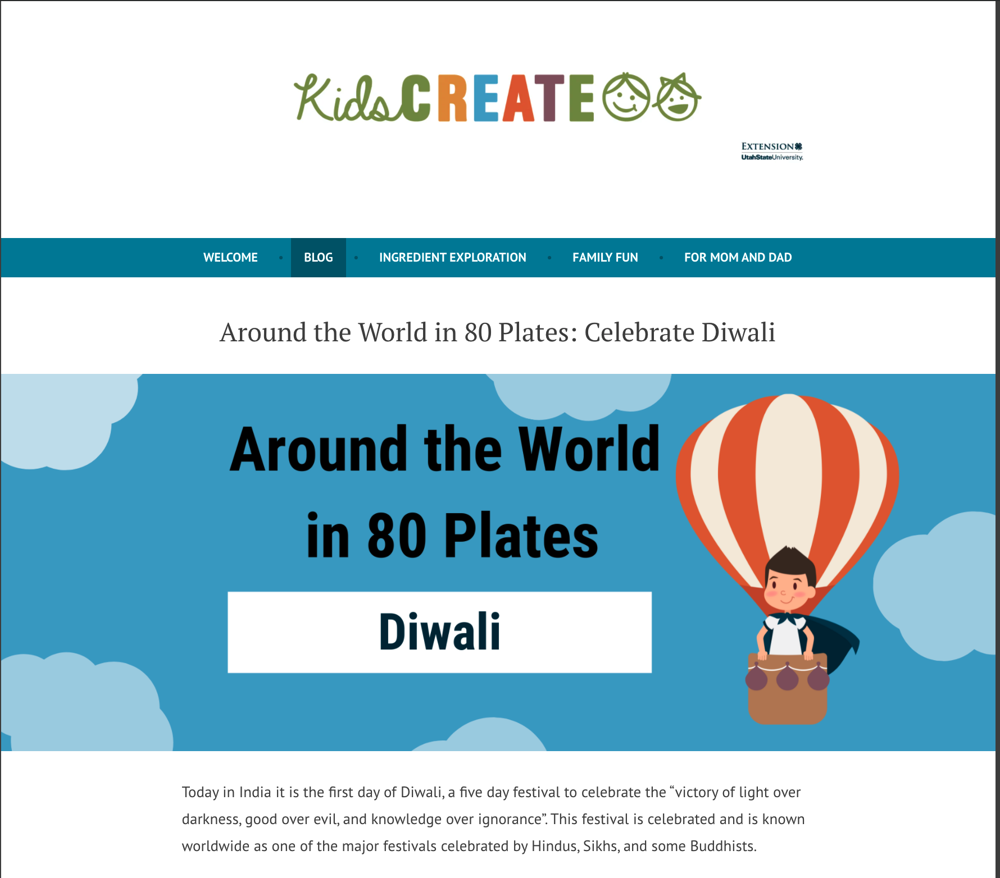 KidsCREATE
EXTENSION
UtahStateUniversity.
WELCOME • BLOG • INGREDIENT EXPLORATION • FAMILY FUN • FOR MOM AND DAD
Around the World in 80 Plates: Celebrate Diwali
Around the World
in 80 Plates
Diwali
Today in India it is the first day of Diwali, a five day festival to celebrate the “victory of light over
darkness, good over evil, and knowledge over ignorance”. This festival is celebrated and is known
worldwide as one of the major festivals celebrated by Hindus, Sikhs, and some Buddhists.